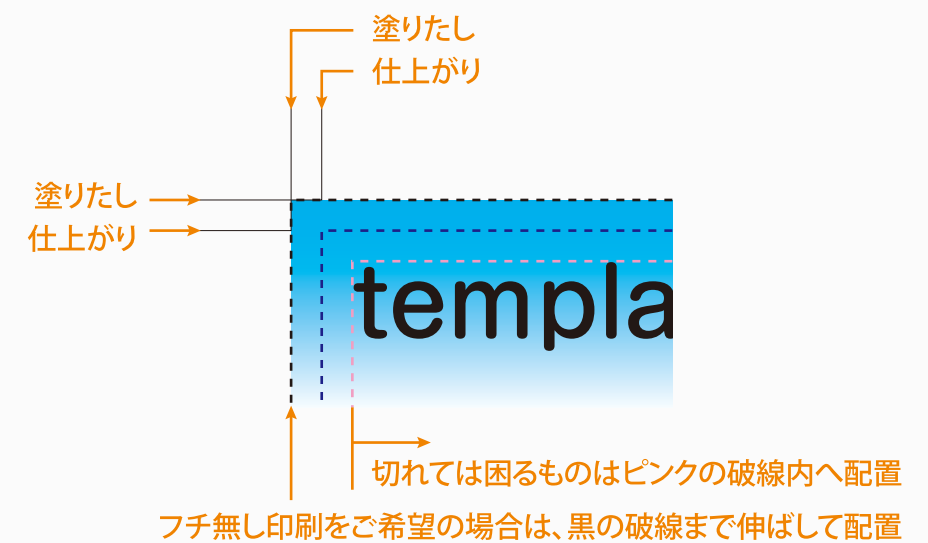 塗りたし
仕上がり
塗りたし
仕上がり
templa
切れては困るものはピンクの破線内へ配置
フチ無し印刷をご希望の場合は、黒の破線まで伸ばして配置